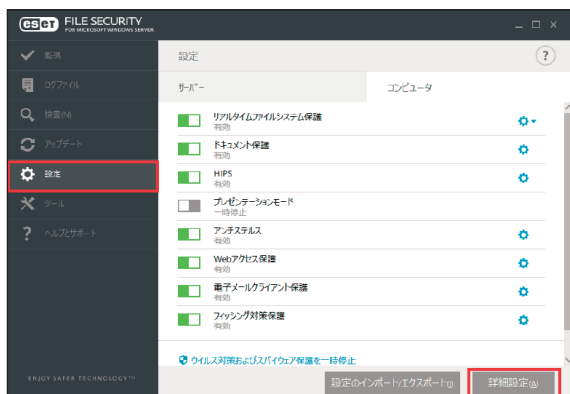 eset FILE SECURITY
FOR MICROSOFT WINDOWS SERVER
監視
ログファイル
検査(N)
アップデート
設定
ツール
ヘルプとサポート
ENJOY SAFER TECHNOLOGY™
設定
?
サーバー
コンピュータ
リアルタイムファイルシステム保護
有効
ドキュメント保護
有効
HIPS
有効
プレゼンテーションモード
一時停止
アンチステルス
有効
Webアクセス保護
有効
電子メールクライアント保護
有効
フィッシング対策保護
有効
ウイルス対策およびスパイウェア保護を一時停止
設定のインポート/エクスポート(I)
詳細設定(A)